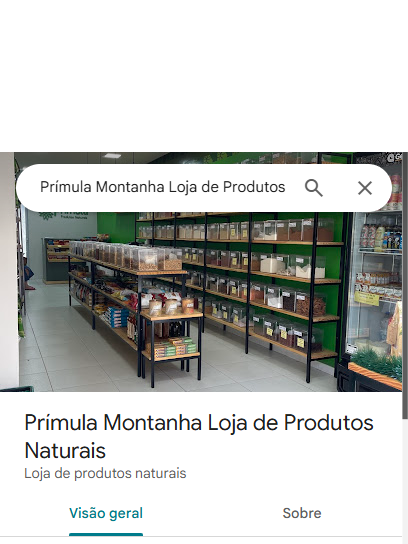 Prímula Montanha Loja de Produtos
Prímula Montanha Loja de Produtos
Naturais
Loja de produtos naturais
Visão geral
Sobre